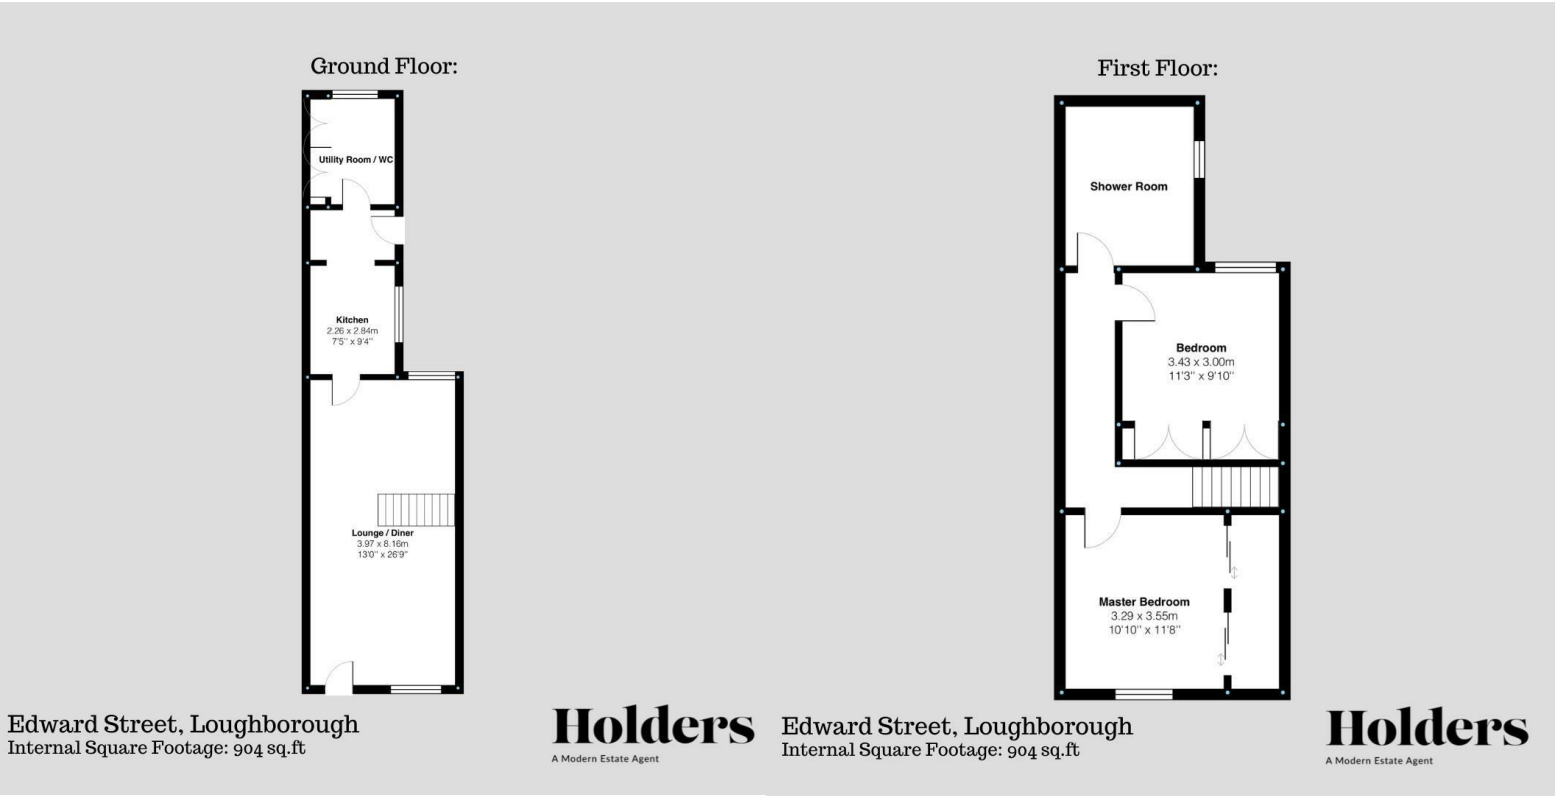 Ground Floor:
Utility Room / WC
Kitchen
2.26 x 2.84m
7'5" x 9'4"
Lounge / Diner
3.97 x 8.16m
13'0" x 26'9"
Edward Street, Loughborough
Internal Square Footage: 904 sq.ft
Holders
A Modern Estate Agent
First Floor:
Shower Room
Bedroom
3.43 x 3.00m
11'3" x 9'10"
Master Bedroom
3.29 x 3.55m
10'10" x 11'8"
Edward Street, Loughborough
Internal Square Footage: 904 sq.ft
Holders
A Modern Estate Agent